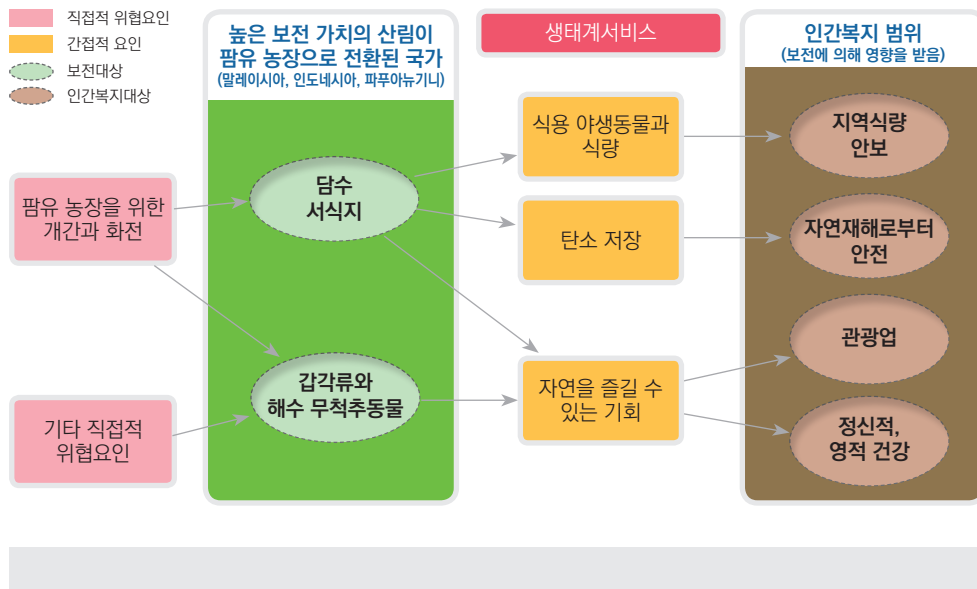 직접적 위협요인
간접적 요인
보전대상
인간복지대상
높은 보전 가치의 산림이
팜유 농장으로 전환된 국가
(말레이시아, 인도네시아, 파푸아뉴기니)
생태계서비스
인간복지 범위
(보전에 의해 영향을 받음)
팜유 농장을 위한
개간과 화전
기타 직접적
위협요인
담수
서식지
갑각류와
해수 무척추동물
식용 야생동물과
식량
탄소 저장
자연을 즐길 수
있는 기회
지역식량
안보
자연재해로부터
안전
관광업
정신적,
영적 건강